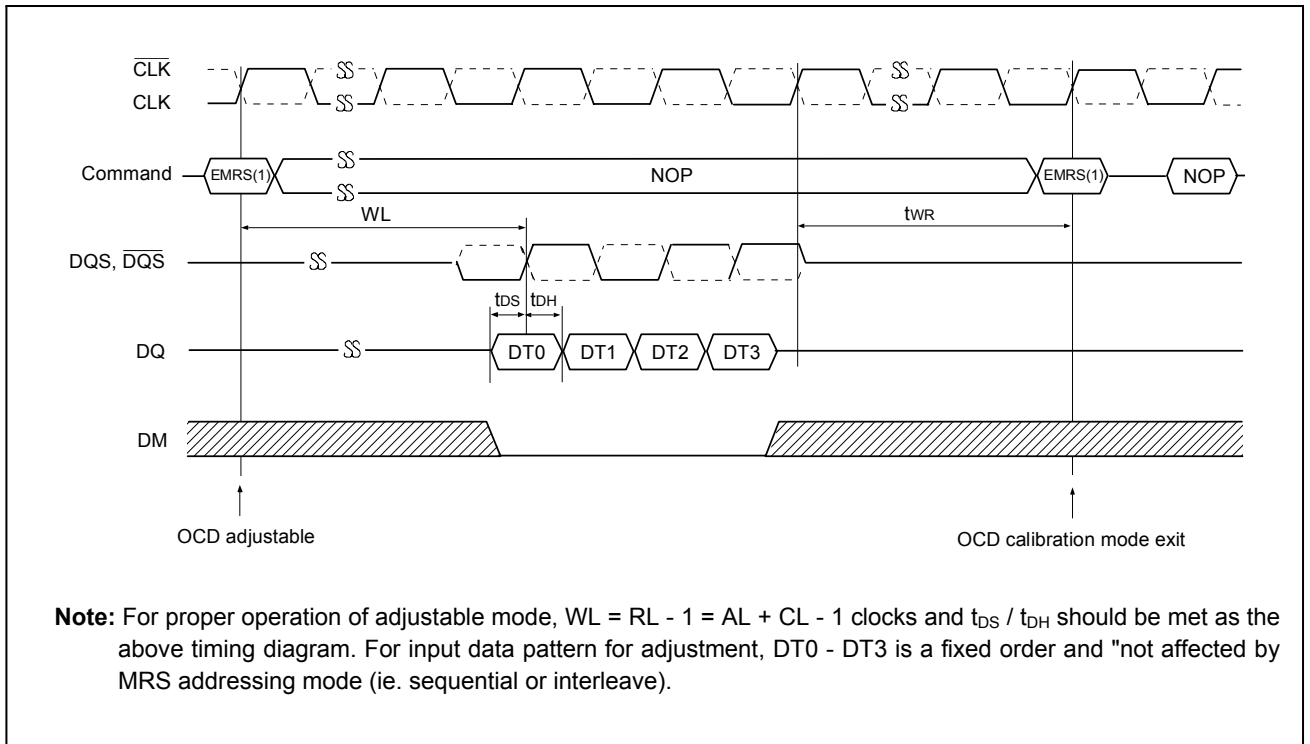 CLK
CLK
Command
EMRS(1)
NOP
EMRS(1)
NOP
WL
tWR
DQS, DQS
tDS
tDH
DQ
DT0
DT1
DT2
DT3
DM
OCD adjustable
OCD calibration mode exit
Note: For proper operation of adjustable mode, WL = RL - 1 = AL + CL - 1 clocks and tDS / tDH should be met as the
above timing diagram. For input data pattern for adjustment, DT0 - DT3 is a fixed order and "not affected by
MRS addressing mode (ie. sequential or interleave).